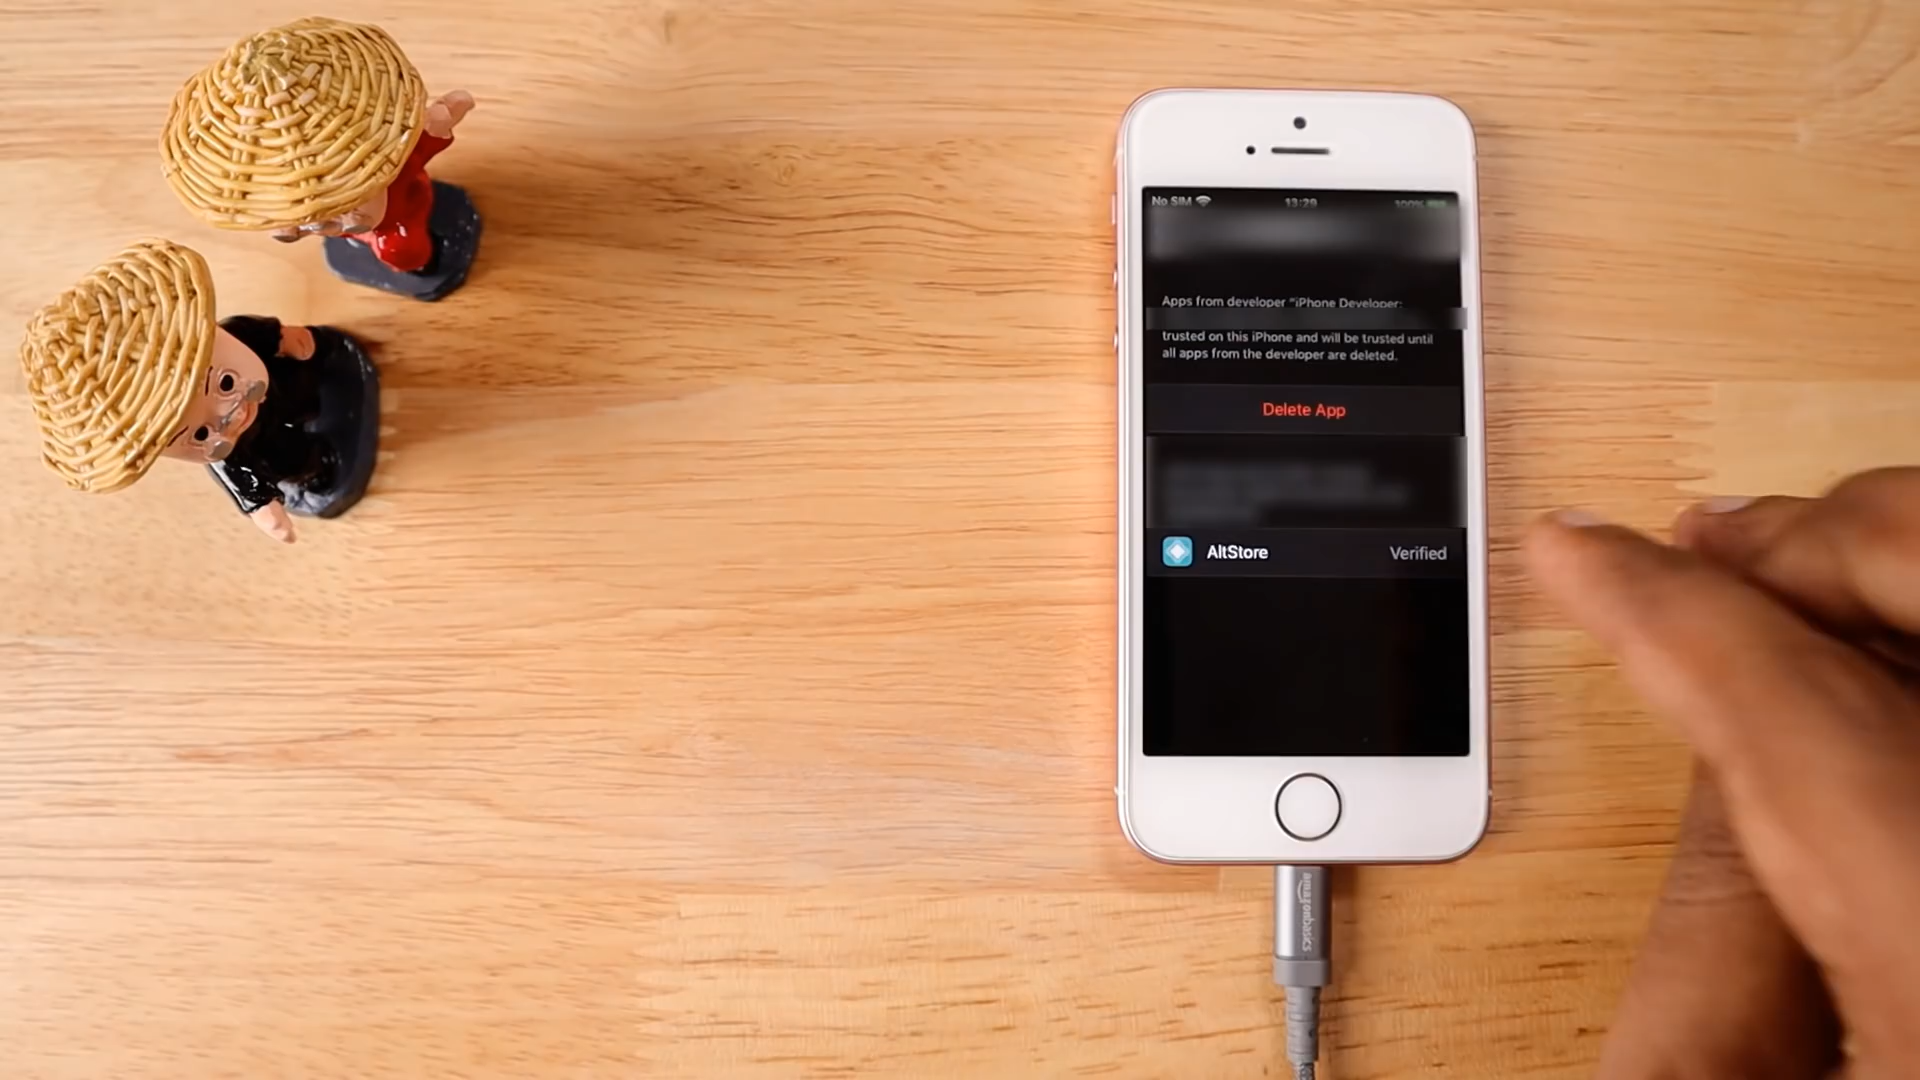 No SIM 13:29 100%
Apps from developer "iPhone Developer:
trusted on this iPhone and will be trusted until
all apps from the developer are deleted.
Delete App
AltStore Verified
amazonbasics